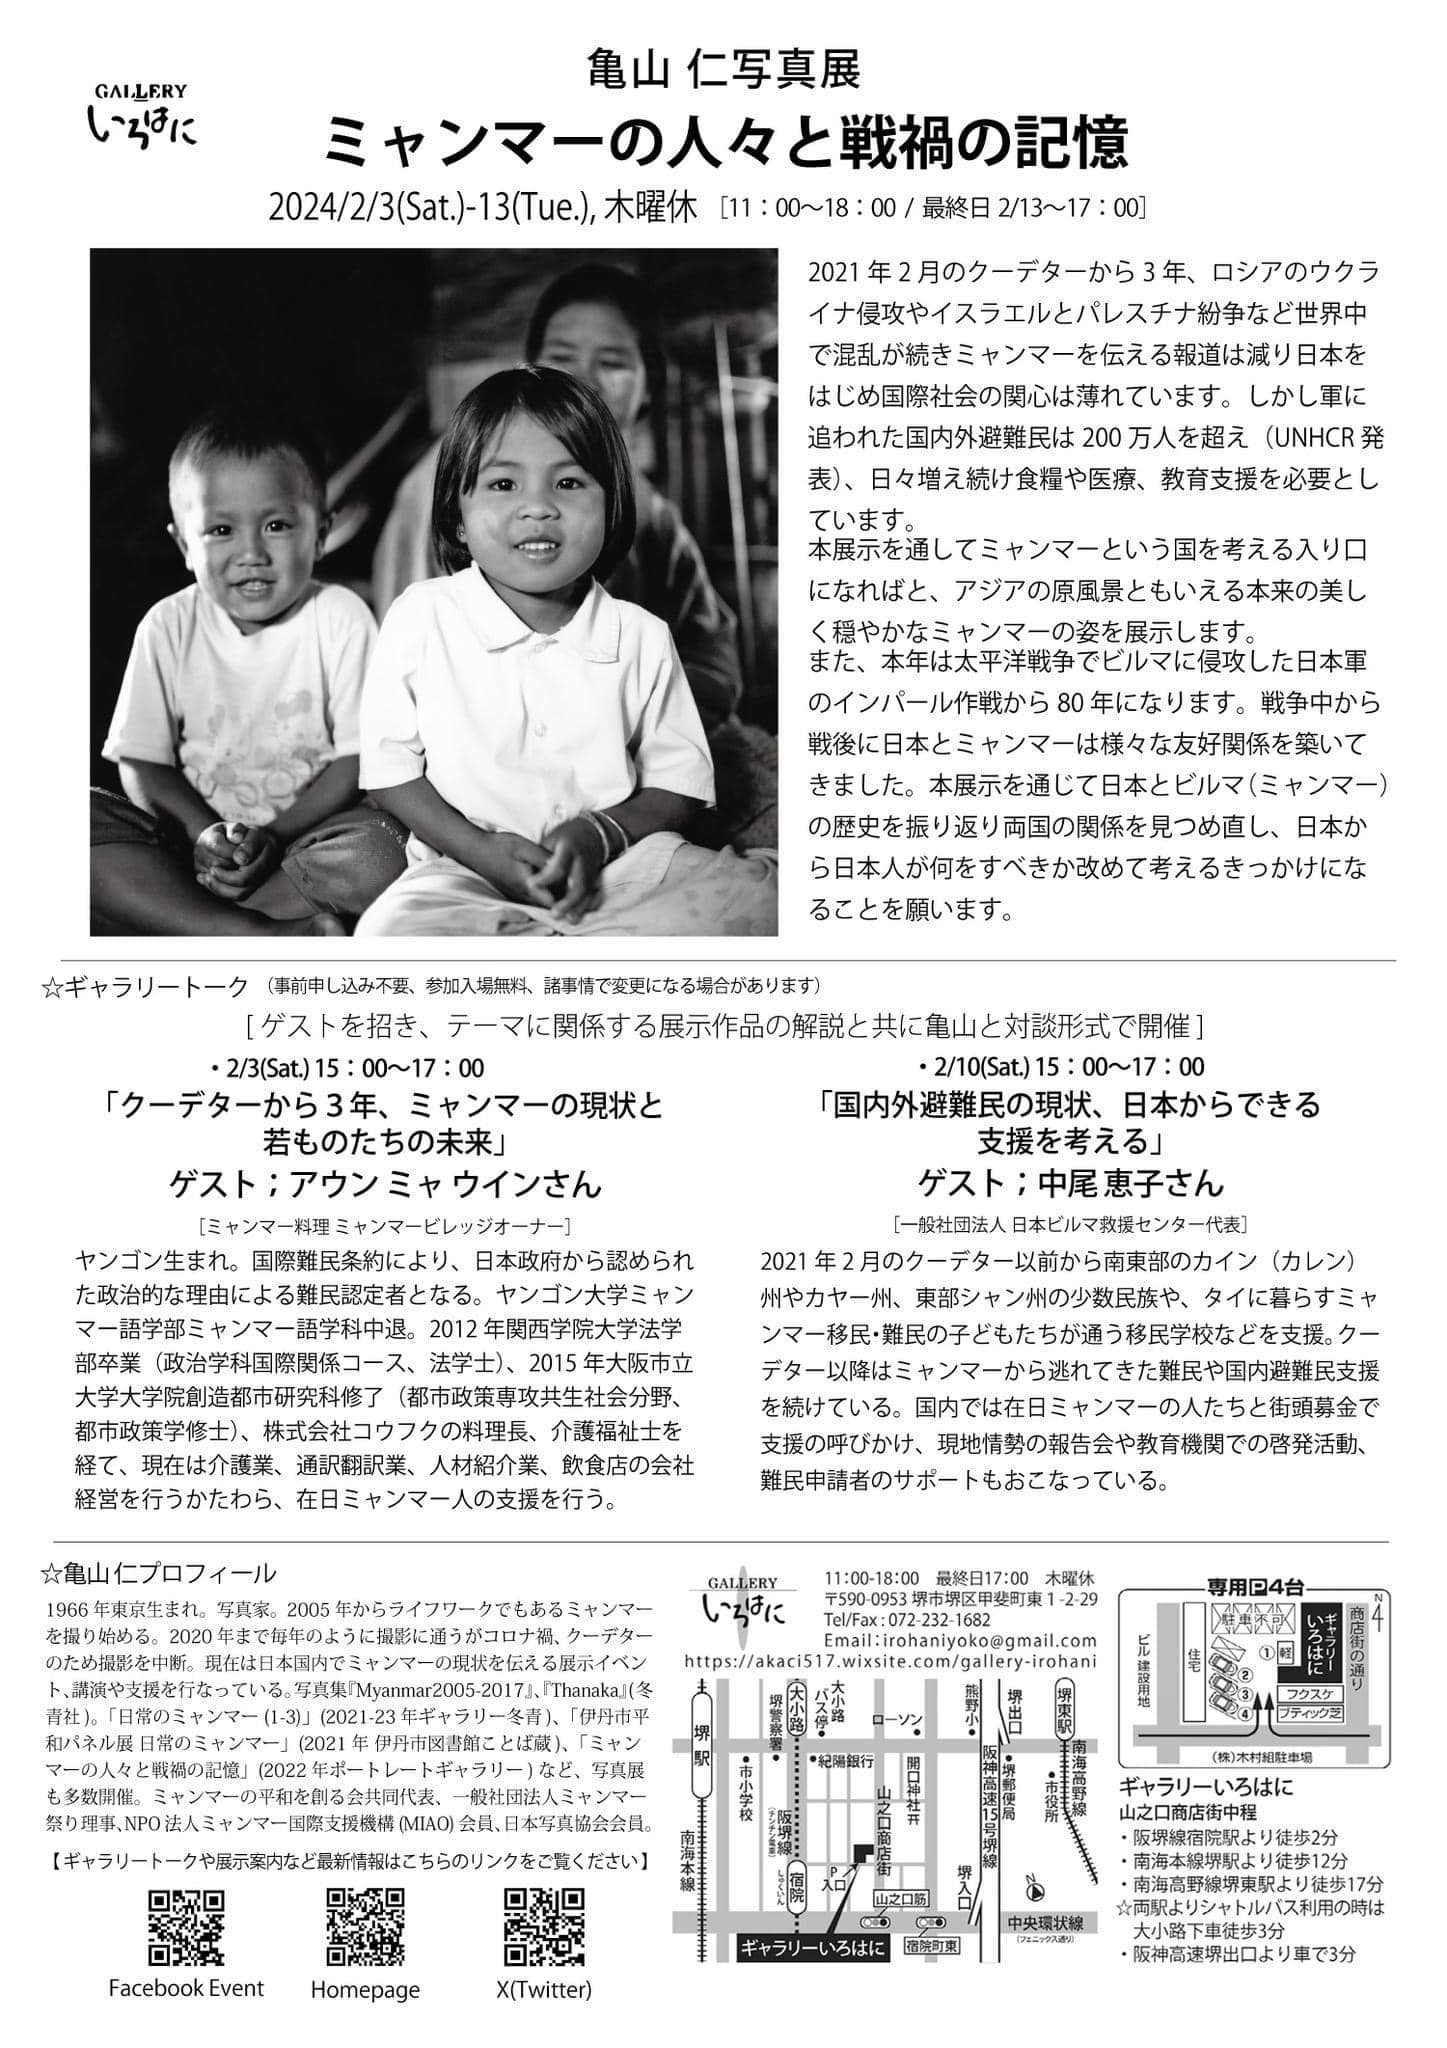 亀山 仁写真展
GALLERY
いろはに
ミャンマーの人々と戦禍の記憶
2024/2/3(Sat.)-13(Tue.), 木曜休 [11：00〜18：00 / 最終日 2/13〜17：00]
2021 年 2 月のクーデターから 3 年、ロシアのウクラ
イナ侵攻やイスラエルとパレスチナ紛争など世界中
で混乱が続きミャンマーを伝える報道は減り日本を
はじめ国際社会の関心は薄れています。しかし軍に
追われた国内外避難民は 200 万人を超え（UNHCR 発
表）、日々増え続け食糧や医療、教育支援を必要とし
ています。
本展示を通してミャンマーという国を考える入り口
になればと、アジアの原風景ともいえる本来の美し
く穏やかなミャンマーの姿を展示します。
また、本年は太平洋戦争でビルマに侵攻した日本軍
のインパール作戦から 80 年になります。戦争中から
戦後に日本とミャンマーは様々な友好関係を築いて
きました。本展示を通じて日本とビルマ（ミャンマー）
の歴史を振り返り両国の関係を見つめ直し、日本か
ら日本人が何をすべきか改めて考えるきっかけにな
ることを願います。
☆ギャラリートーク （事前申し込み不要、参加入場無料、諸事情で変更になる場合があります）
[ ゲストを招き、テーマに関係する展示作品の解説と共に亀山と対談形式で開催 ]
・2/3(Sat.) 15：00〜17：00
「クーデターから 3 年、ミャンマーの現状と
若ものたちの未来」
ゲスト；アウン ミャ ウインさん
［ミャンマー料理 ミャンマービレッジオーナー］
ヤンゴン生まれ。国際難民条約により、日本政府から認められ
た政治的な理由による難民認定者となる。ヤンゴン大学ミャン
マー語学部ミャンマー語学科中退。2012 年関西学院大学法学
部卒業（政治学科国際関係コース、法学士）、2015 年大阪市立
大学大学院創造都市研究科修了（都市政策専攻共生社会分野、
都市政策学修士）、株式会社コウフクの料理長、介護福祉士を
経て、現在は介護業、通訳翻訳業、人材紹介業、飲食店の会社
経営を行うかたわら、在日ミャンマー人の支援を行う。
・2/10(Sat.) 15：00〜17：00
「国内外避難民の現状、日本からできる
支援を考える」
ゲスト；中尾 恵子さん
［一般社団法人 日本ビルマ救援センター代表］
2021 年 2 月のクーデター以前から南東部のカイン（カレン）
州やカヤー州、東部シャン州の少数民族や、タイに暮らすミャ
ンマー移民・難民の子どもたちが通う移民学校などを支援。クー
デター以降はミャンマーから逃れてきた難民や国内避難民支援
を続けている。国内では在日ミャンマーの人たちと街頭募金で
支援の呼びかけ、現地情勢の報告会や教育機関での啓発活動、
難民申請者のサポートもおこなっている。
☆亀山 仁プロフィール
1966 年東京生まれ。写真家。2005 年からライフワークでもあるミャンマー
を撮り始める。2020 年まで毎年のように撮影に通うがコロナ禍、クーデター
のため撮影を中断。現在は日本国内でミャンマーの現状を伝える展示イベン
ト、講演や支援を行なっている。写真集『Myanmar2005-2017』、『Thanaka』(冬
青社)。「日常のミャンマー (1-3)」(2021-23 年ギャラリー冬青)、「伊丹市平
和パネル展 日常のミャンマー」(2021 年 伊丹市図書館ことば蔵)、「ミャン
マーの人々と戦禍の記憶」(2022 年ポートレートギャラリー) など、写真展
も多数開催。ミャンマーの平和を創る会共同代表、一般社団法人ミャンマー
祭り理事、NPO 法人ミャンマー国際支援機構 (MIAO) 会員、日本写真協会会員。
【 ギャラリートークや展示案内など最新情報はこちらのリンクをご覧ください 】
Facebook Event
Homepage
X(Twitter)
GALLERY
いろはに
11:00-18:00 最終日17:00 木曜休
〒590-0953 堺市堺区甲斐町東 1 -2-29
Tel/Fax : 072-232-1682
Email：irohaniyoko@gmail.com
https://akaci517.wixsite.com/gallery-irohani
堺駅
南海本線
・市小学校
堺警察署
大小路
大小路バス停
ローソン
・紀陽銀行
阪堺線
（チンチン電車）
宿院
しゅくいん
P入口
山之口商店街
開口神社
熊野小
堺出口
阪神高速15号堺線
・堺郵便局
・市役所
堺東駅
南海高野線
堺入口
山之口筋
宿院町東
N
中央環状線
（フェニックス通り）
ギャラリーいろはに
専用P4台
N
4
ビル建設用地
住宅
駐車不可
① 軽
②
③
④
ギャラリーいろはに
フクスケ
ブティック芝
商店街の通り
(株)木村組駐車場
ギャラリーいろはに
山之口商店街中程
・阪堺線宿院駅より徒歩2分
・南海本線堺駅より徒歩12分
・南海高野線堺東駅より徒歩17分
☆両駅よりシャトルバス利用の時は
大小路下車徒歩3分
・阪神高速堺出口より車で3分